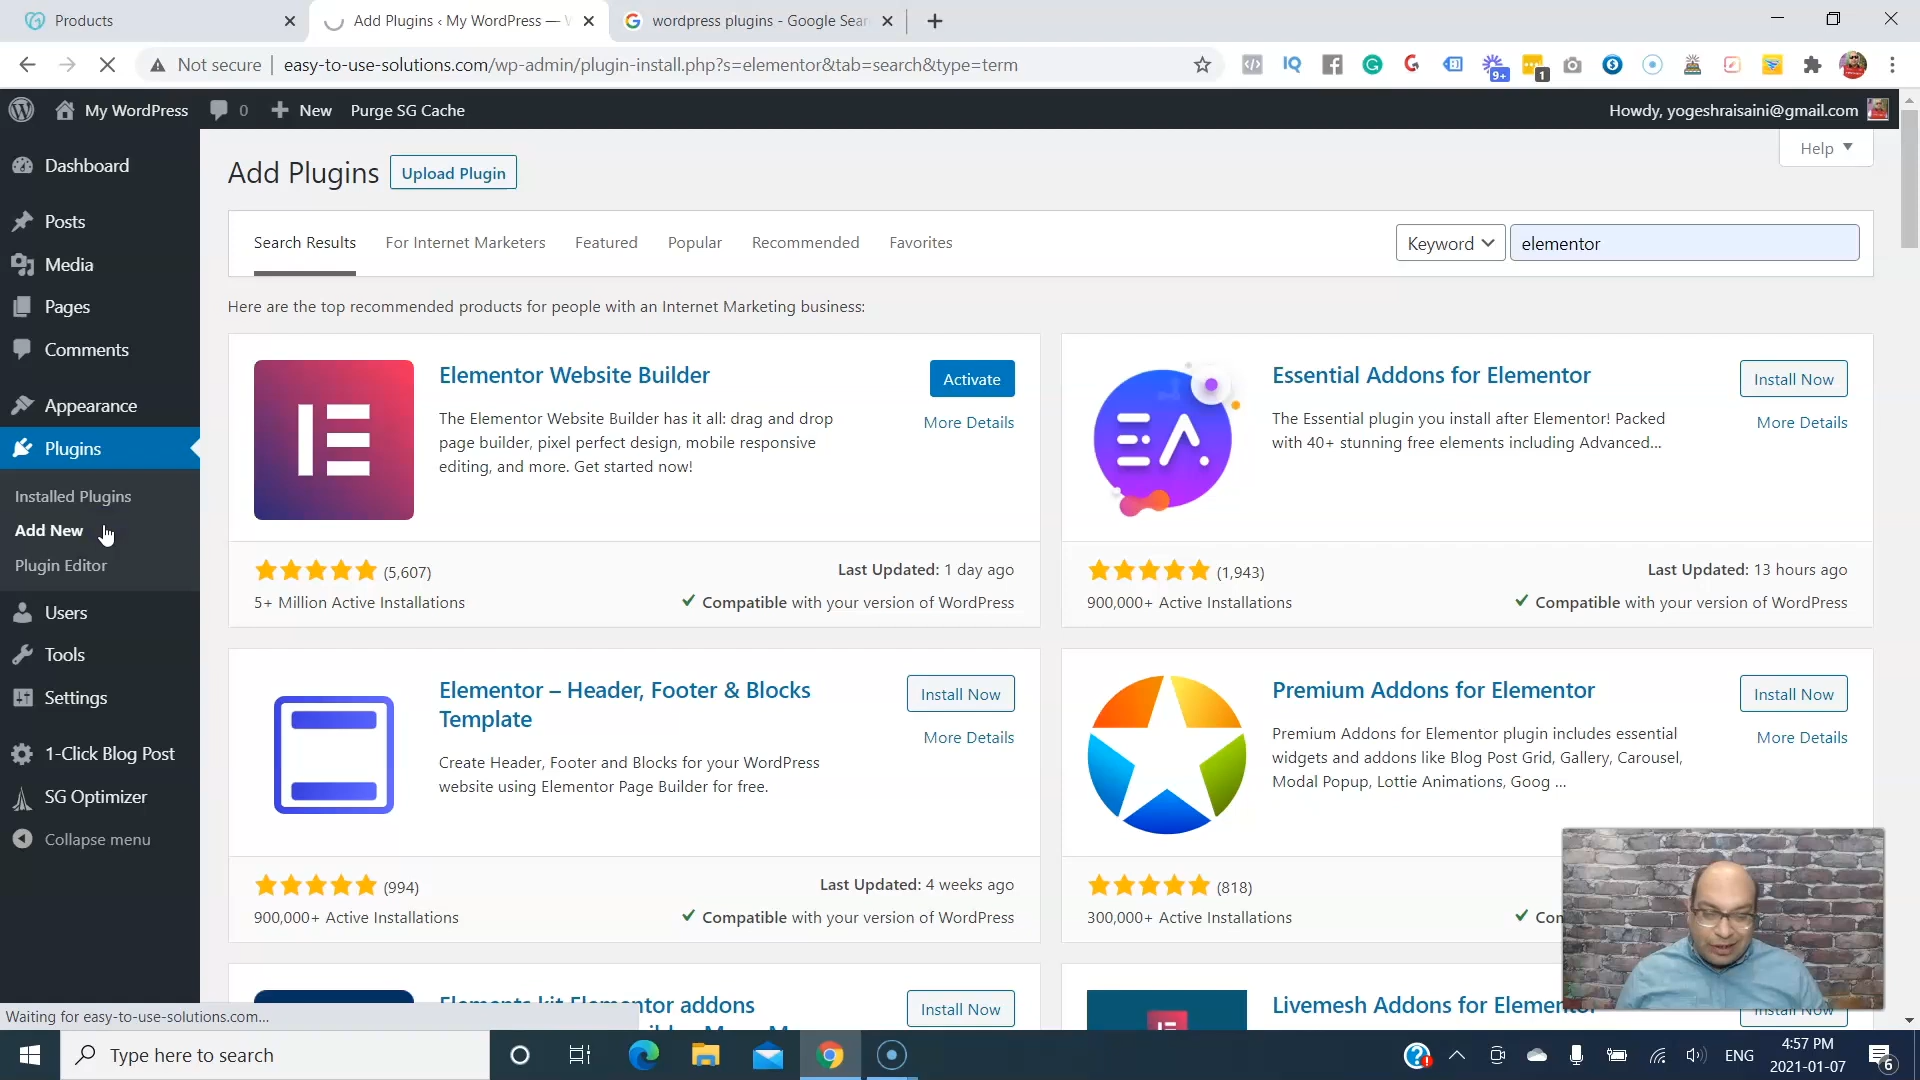 Products
Add Plugins ‹ My WordPress — W
wordpress plugins - Google Sear
Not secure
easy-to-use-solutions.com/wp-admin/plugin-install.php?s=elementor&tab=search&type=term
IQ
9+
1
My WordPress
0
New
Purge SG Cache
Howdy, yogeshraisaini@gmail.com
Dashboard
Posts
Media
Pages
Comments
Appearance
Plugins
Installed Plugins
Add New
Plugin Editor
Users
Tools
Settings
1-Click Blog Post
SG Optimizer
Collapse menu
Add Plugins
Upload Plugin
Help
Search Results
For Internet Marketers
Featured
Popular
Recommended
Favorites
Keyword
elementor
Here are the top recommended products for people with an Internet Marketing business:
Elementor Website Builder
Activate
More Details
The Elementor Website Builder has it all: drag and drop
page builder, pixel perfect design, mobile responsive
editing, and more. Get started now!
(5,607)
Last Updated: 1 day ago
5+ Million Active Installations
Compatible with your version of WordPress
Essential Addons for Elementor
Install Now
More Details
The Essential plugin you install after Elementor! Packed
with 40+ stunning free elements including Advanced...
(1,943)
Last Updated: 13 hours ago
900,000+ Active Installations
Compatible with your version of WordPress
Elementor – Header, Footer & Blocks
Template
Install Now
More Details
Create Header, Footer and Blocks for your WordPress
website using Elementor Page Builder for free.
(994)
Last Updated: 4 weeks ago
900,000+ Active Installations
Compatible with your version of WordPress
Premium Addons for Elementor
Install Now
More Details
Premium Addons for Elementor plugin includes essential
widgets and addons like Blog Post Grid, Gallery, Carousel,
Modal Popup, Lottie Animations, Goog ...
(818)
300,000+ Active Installations
Com
Elements kit Elementor addons
Install Now
Livemesh Addons for Elementor
Install Now
Waiting for easy-to-use-solutions.com...
Type here to search
ENG
4:57 PM
2021-01-07
6